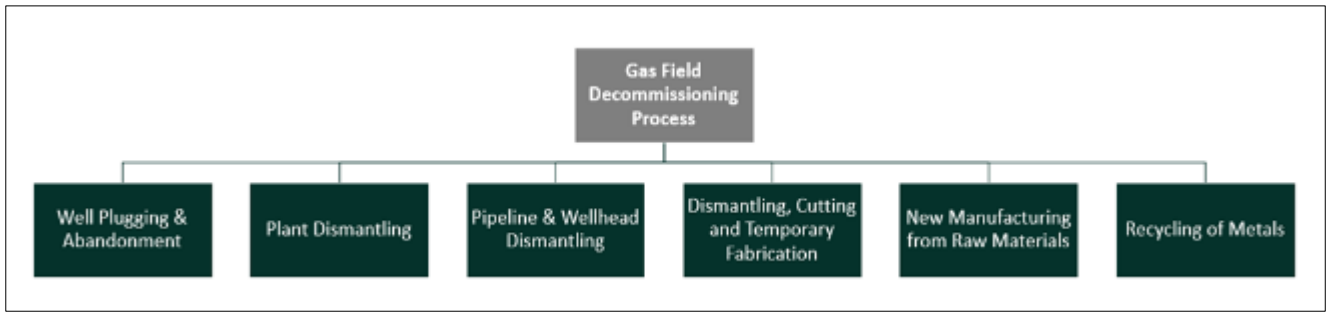 Gas Field
Decommissioning
Process
Well Plugging &
Abandonment
Plant Dismantling
Pipeline & Wellhead
Dismantling
Dismantling, Cutting
and Temporary
Fabrication
New Manufacturing
from Raw Materials
Recycling of Metals